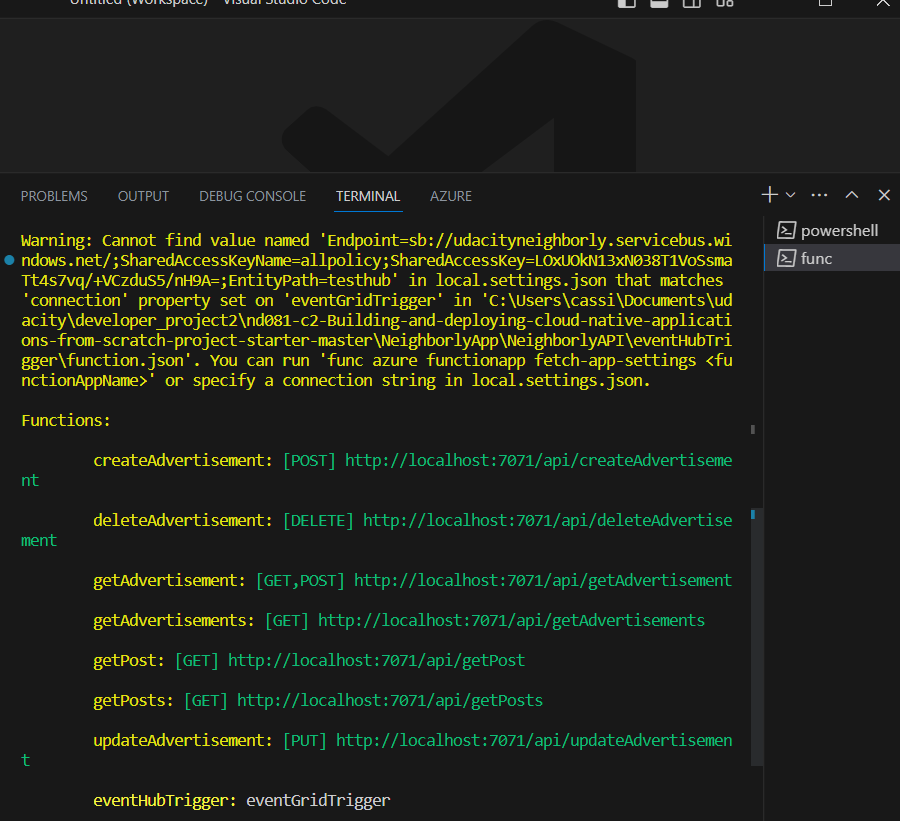 Untitled (Workspace) - Visual Studio Code
PROBLEMS OUTPUT DEBUG CONSOLE TERMINAL AZURE
powershell
func
Warning: Cannot find value named 'Endpoint=sb://udacityneighborly.servicebus.wi
ndows.net/;SharedAccessKeyName=allpolicy;SharedAccessKey=LOxUOkN13xN038T1VoSsma
Tt4s7vq/+VCzduS5/nH9A=;EntityPath=testhub' in local.settings.json that matches
'connection' property set on 'eventGridTrigger' in 'C:\Users\cassi\Documents\ud
acity\developer_project2\nd081-c2-Building-and-deploying-cloud-native-applicati
ons-from-scratch-project-starter-master\NeighborlyApp\NeighborlyAPI\eventHubTri
gger\function.json'. You can run 'func azure functionapp fetch-app-settings <fu
nctionAppName>' or specify a connection string in local.settings.json.
Functions:
createAdvertisement: [POST] http://localhost:7071/api/createAdvertiseme
nt
deleteAdvertisement: [DELETE] http://localhost:7071/api/deleteAdvertise
ment
getAdvertisement: [GET,POST] http://localhost:7071/api/getAdvertisement
getAdvertisements: [GET] http://localhost:7071/api/getAdvertisements
getPost: [GET] http://localhost:7071/api/getPost
getPosts: [GET] http://localhost:7071/api/getPosts
updateAdvertisement: [PUT] http://localhost:7071/api/updateAdvertisemen
t
eventHubTrigger: eventGridTrigger